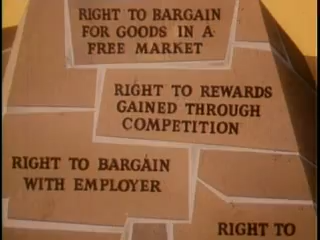 RIGHT TO BARGAIN
FOR GOODS IN A
FREE MARKET
RIGHT TO REWARDS
GAINED THROUGH
COMPETITION
RIGHT TO BARGAIN
WITH EMPLOYER
RIGHT TO